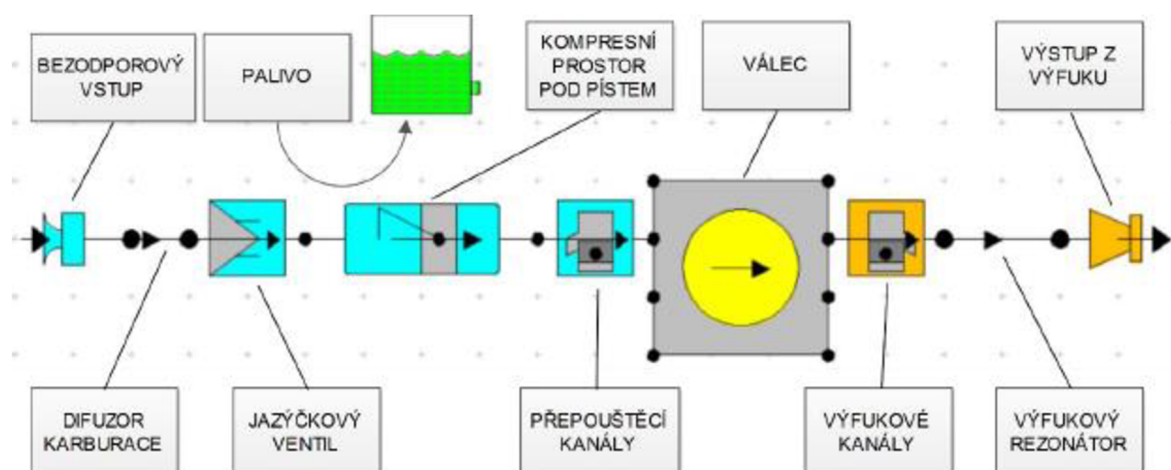 BEZODPOROVÝ
VSTUP
PALIVO
KOMPRESNÍ
PROSTOR
POD PÍSTEM
VÁLEC
VÝSTUP Z
VÝFUKU
DIFUZOR
KARBURACE
JAZÝČKOVÝ
VENTIL
PŘEPOUŠTĚCÍ
KANÁLY
VÝFUKOVÉ
KANÁLY
VÝFUKOVÝ
REZONÁTOR